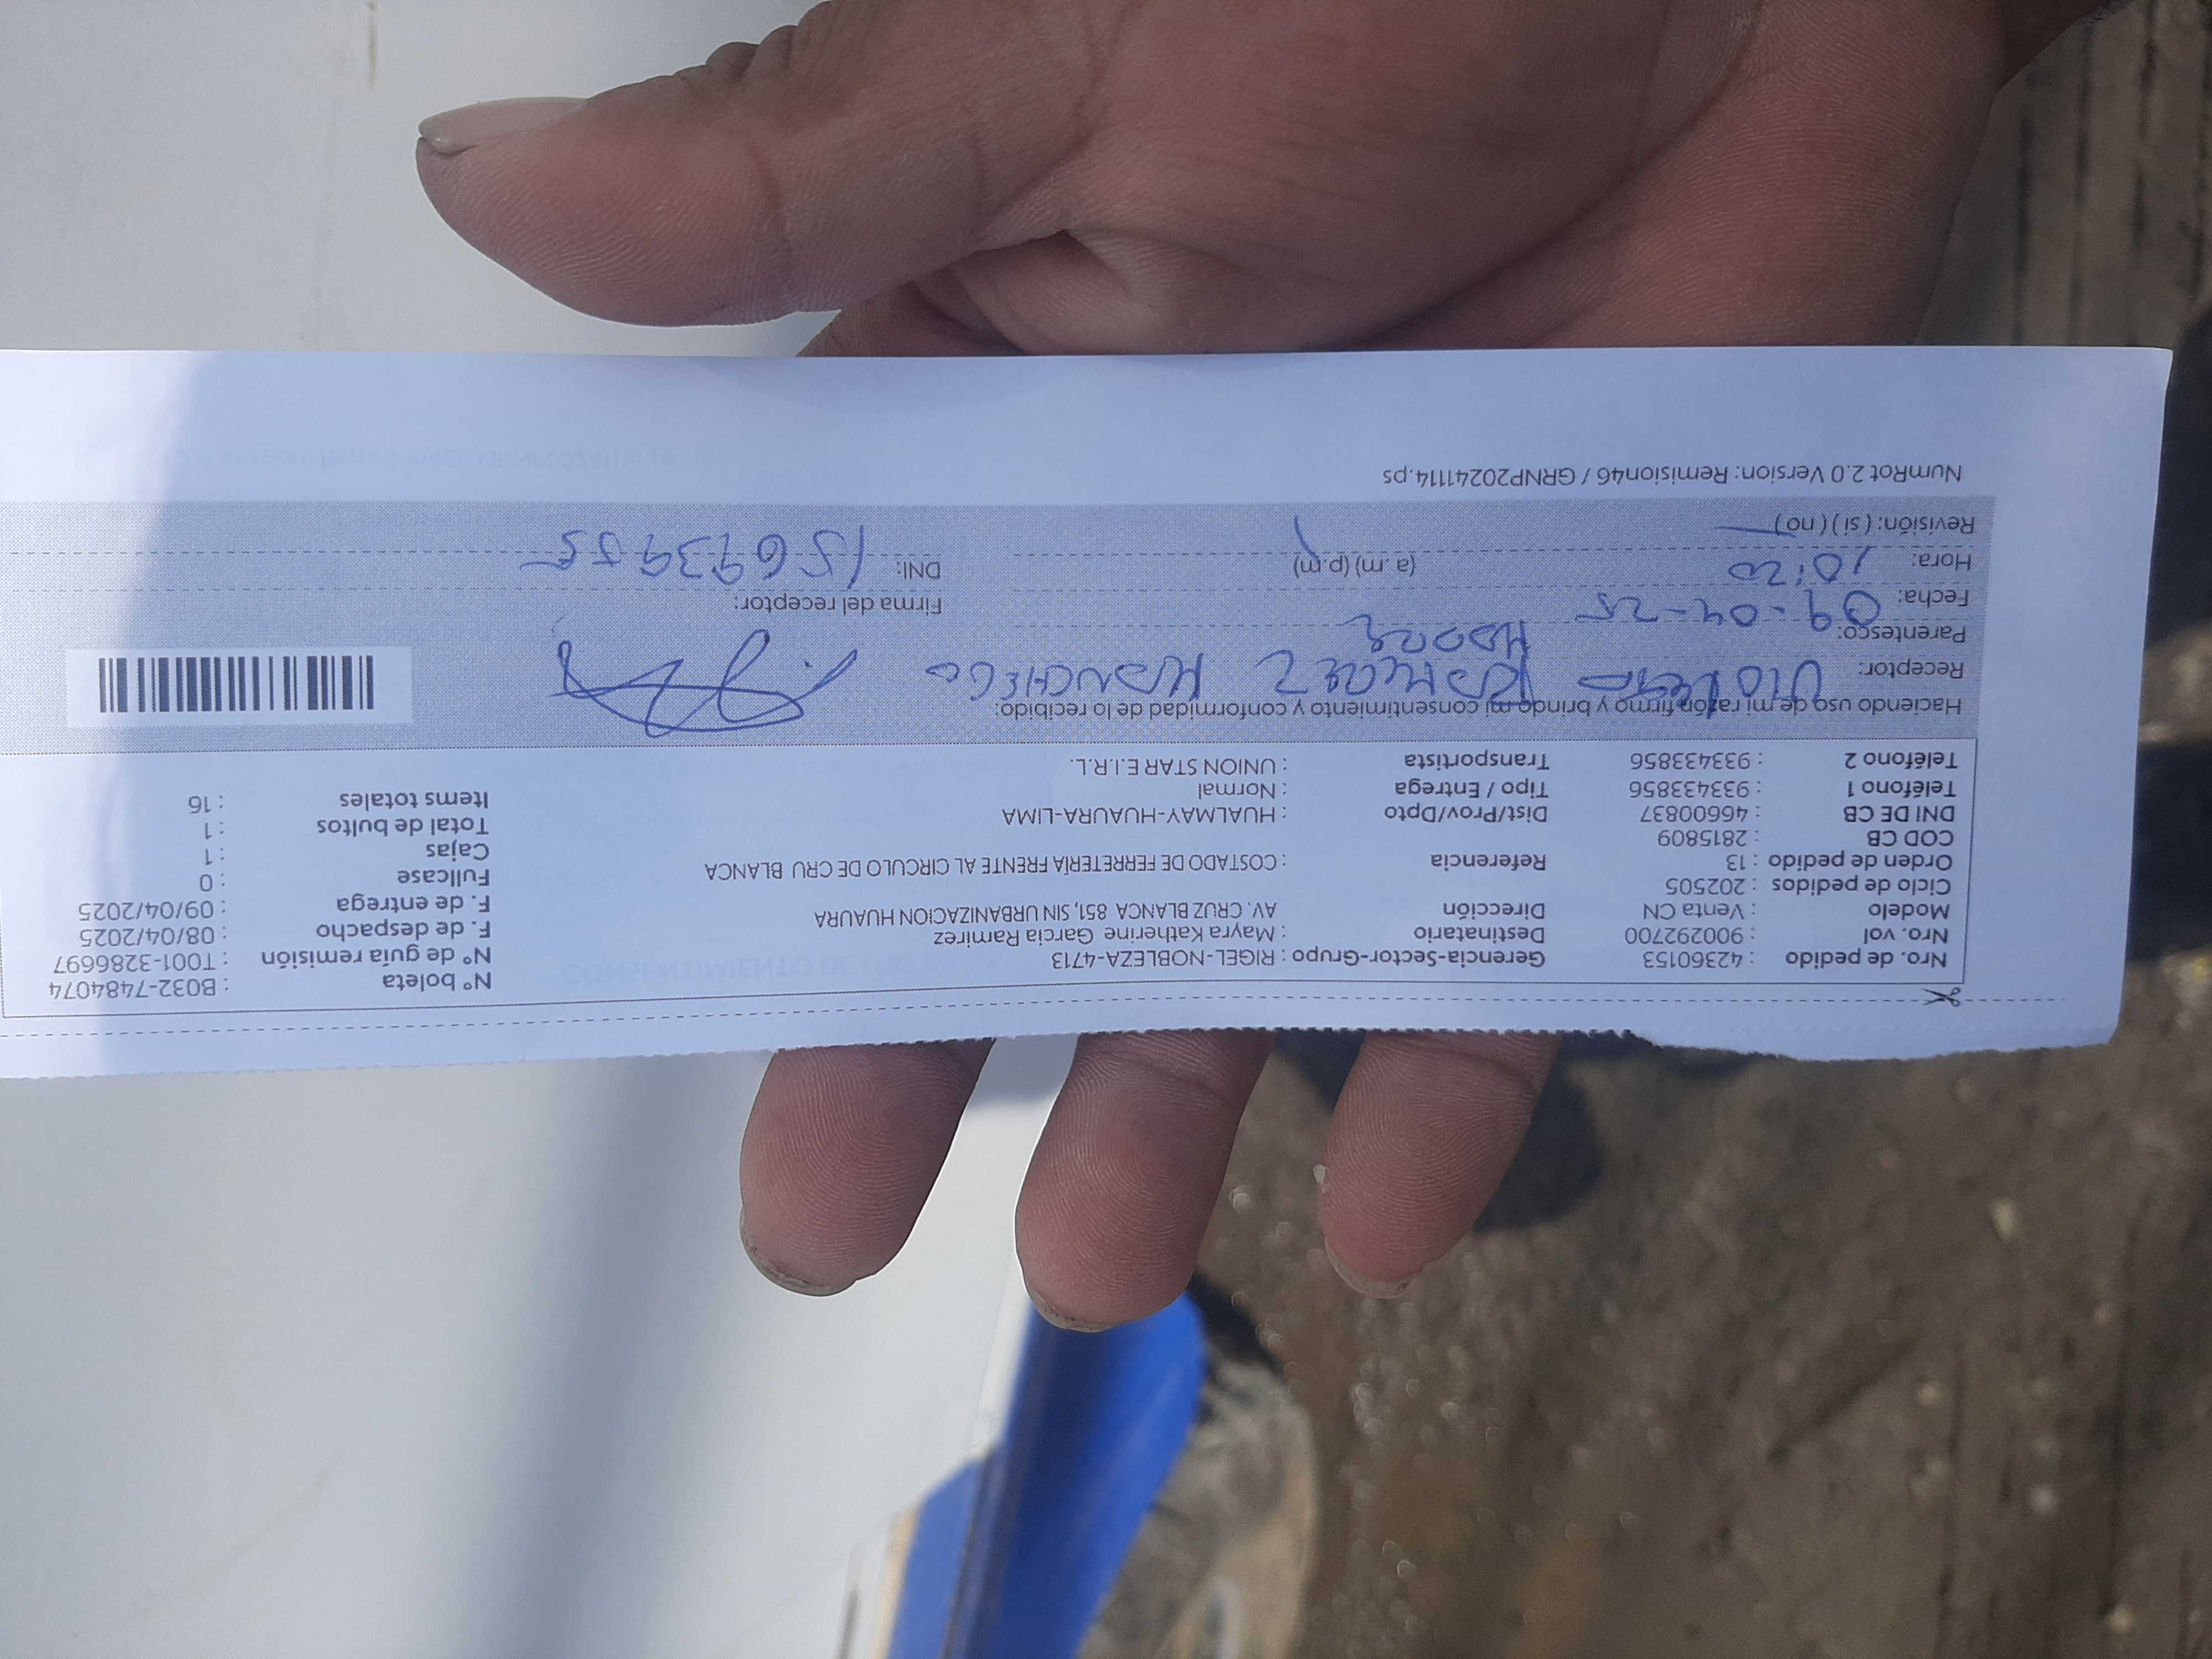 Nro. de pedido : 42360153 Gerencia-Sector-Grupo : RIGEL-NOBLEZA-4713 N° boleta : B032-7484074
Nro. vol : 900292700 Destinatario : Mayra Katherine Garcia Ramirez N° de guía remisión : T001-3286697
Modelo : Venta CN Dirección AV. CRUZ BLANCA 851, SIN URBANIZACION HUAURA F. de despacho : 08/04/2025
Ciclo de pedidos : 202505 F. de entrega : 09/04/2025
Orden de pedido : 13 Referencia : COSTADO DE FERRETERÍA FRENTE AL CIRCULO DE CRU BLANCA Fullcase : 0
COD CB : 2815809 Cajas : 1
DNI DE CB : 46600837 Dist/Prov/Dpto : HUALMAY-HUAURA-LIMA Total de bultos : 1
Teléfono 1 : 933433856 Tipo / Entrega : Normal Items totales : 16
Teléfono 2 : 933433856 Transportista : UNION STAR E.I.R.L.
Haciendo uso de mi razón firmo y brindo mi consentimiento y conformidad de lo recibido:
Receptor: Violeta RAMIREZ MANCHEGO
Parentesco: MADRE
Fecha: 09-04-25 Firma del receptor:
Hora: 10:20 (a.m) (p.m) DNI: 15693955
Revisión: (si) (no)
NumRot 2.0 Version: Remision46 / GRNP20241114.ps